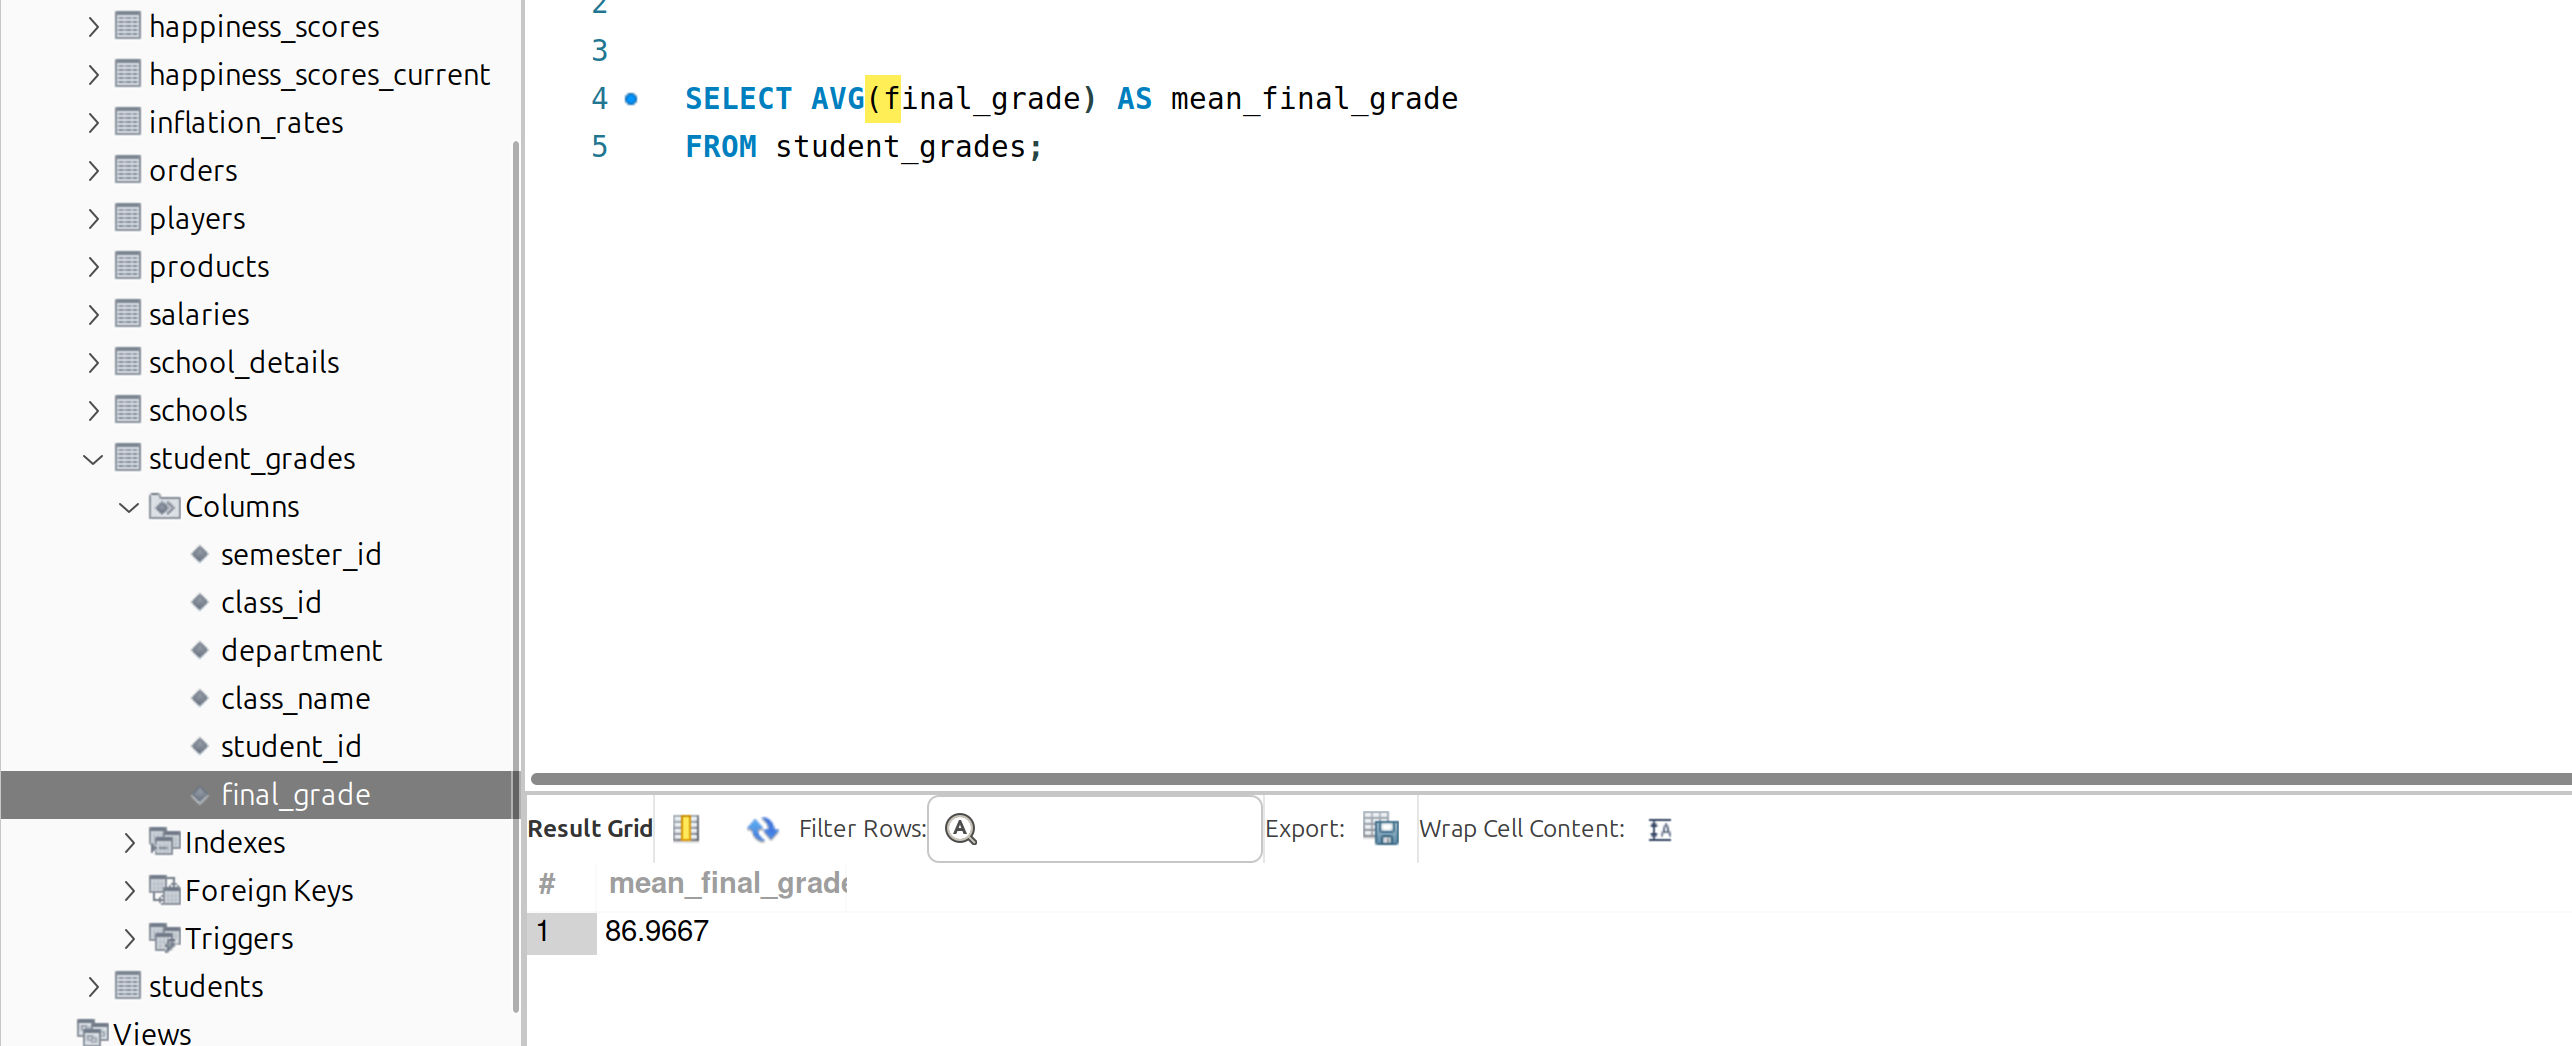 happiness_scores
happiness_scores_current
inflation_rates
orders
players
products
salaries
school_details
schools
student_grades
Columns
semester_id
class_id
department
class_name
student_id
final_grade
Indexes
Foreign Keys
Triggers
students
Views
2
3
4 SELECT AVG(final_grade) AS mean_final_grade
5 FROM student_grades;
Result Grid Filter Rows: Export: Wrap Cell Content:
# mean_final_grade
1 86.9667